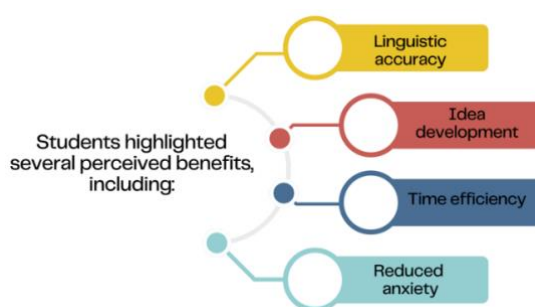 Students highlighted
several perceived benefits,
including:
Linguistic
accuracy
Idea
development
Time efficiency
Reduced
anxiety